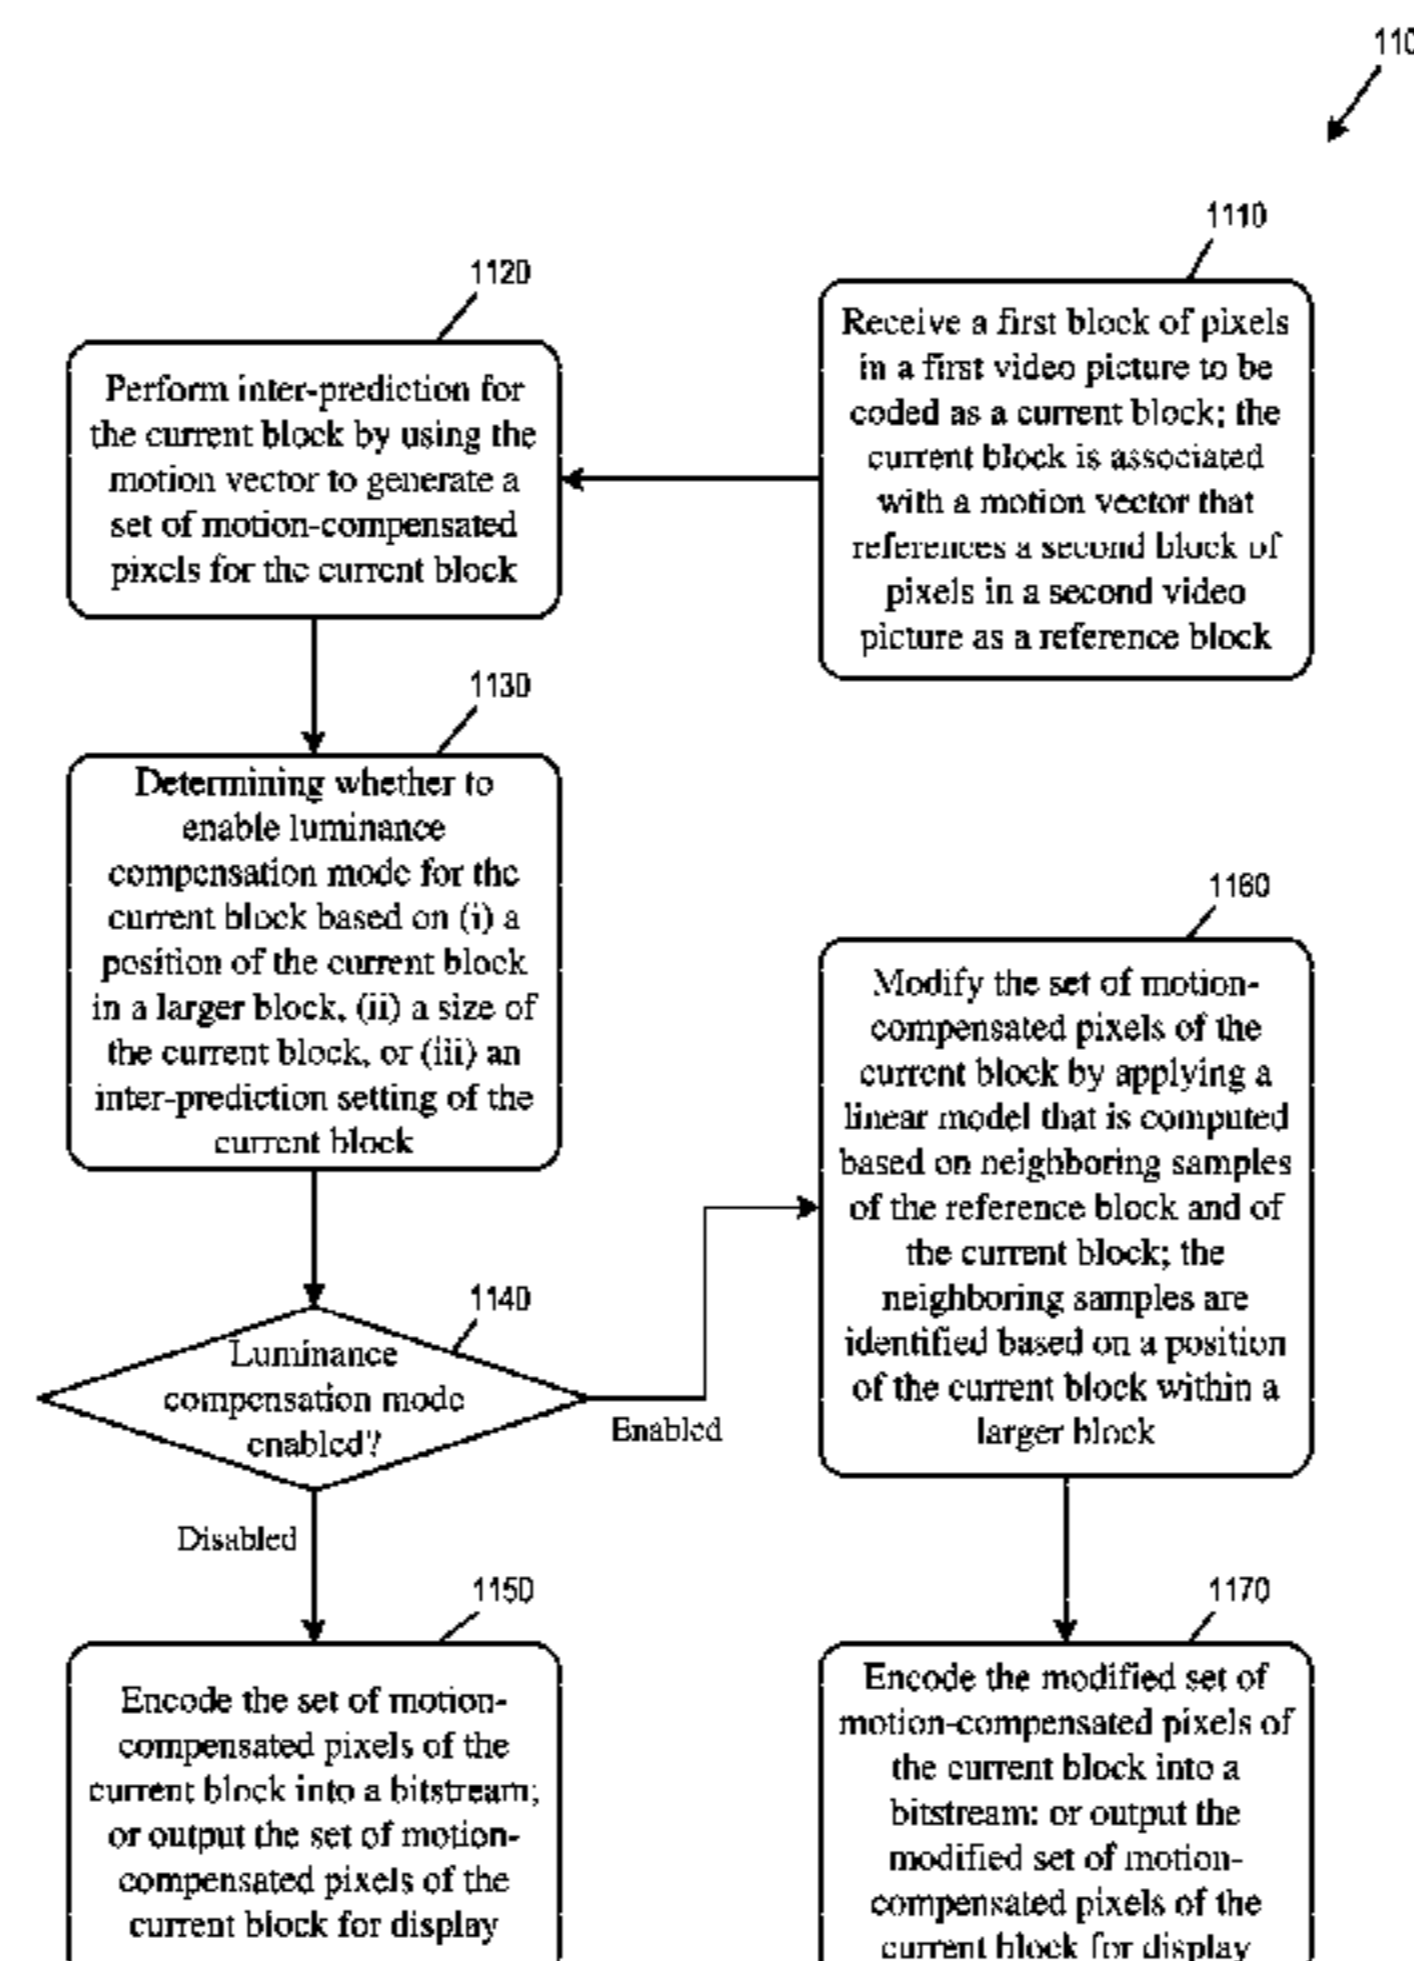 110
1110
Receive a first block of pixels
in a first video picture to be
coded as a current block; the
current block is associated
with a motion vector that
references a second block of
pixels in a second video
picture as a reference block
1120
Perform inter-prediction for
the current block by using the
motion vector to generate a
set of motion-compensated
pixels for the current block
1130
Determining whether to
enable luminance
compensation mode for the
current block based on (i) a
position of the current block
in a larger block, (ii) a size of
the current block, or (iii) an
inter-prediction setting of the
current block
1140
Luminance
compensation mode
enabled?
Enabled
Disabled
1150
Encode the set of motion-
compensated pixels of the
current block into a bitstream;
or output the set of motion-
compensated pixels of the
current block for display
1160
Modify the set of motion-
compensated pixels of the
current block by applying a
linear model that is computed
based on neighboring samples
of the reference block and of
the current block; the
neighboring samples are
identified based on a position
of the current block within a
larger block
1170
Encode the modified set of
motion-compensated pixels of
the current block into a
bitstream: or output the
modified set of motion-
compensated pixels of the
current block for display